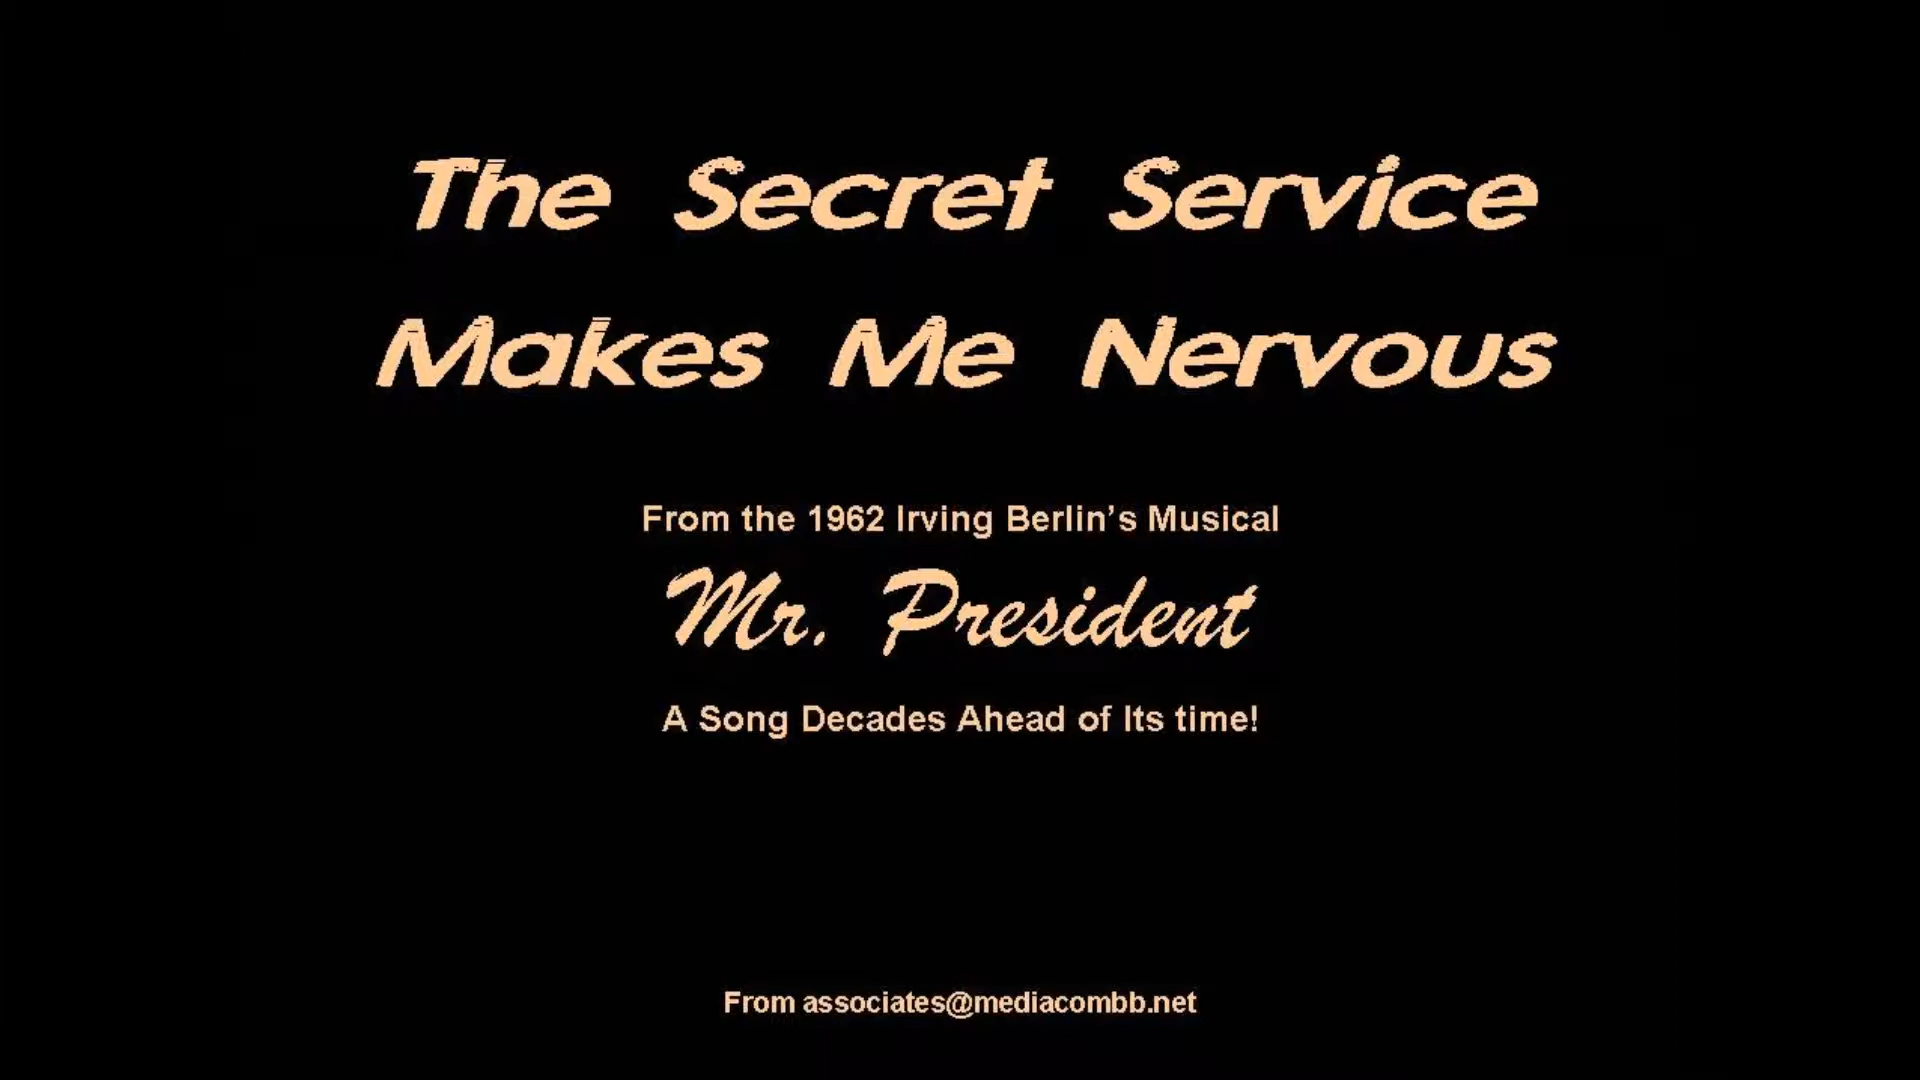 The Secret Service
Makes Me Nervous
From the 1962 Irving Berlin’s Musical
Mr. President
A Song Decades Ahead of Its time!
From associates@mediacombb.net